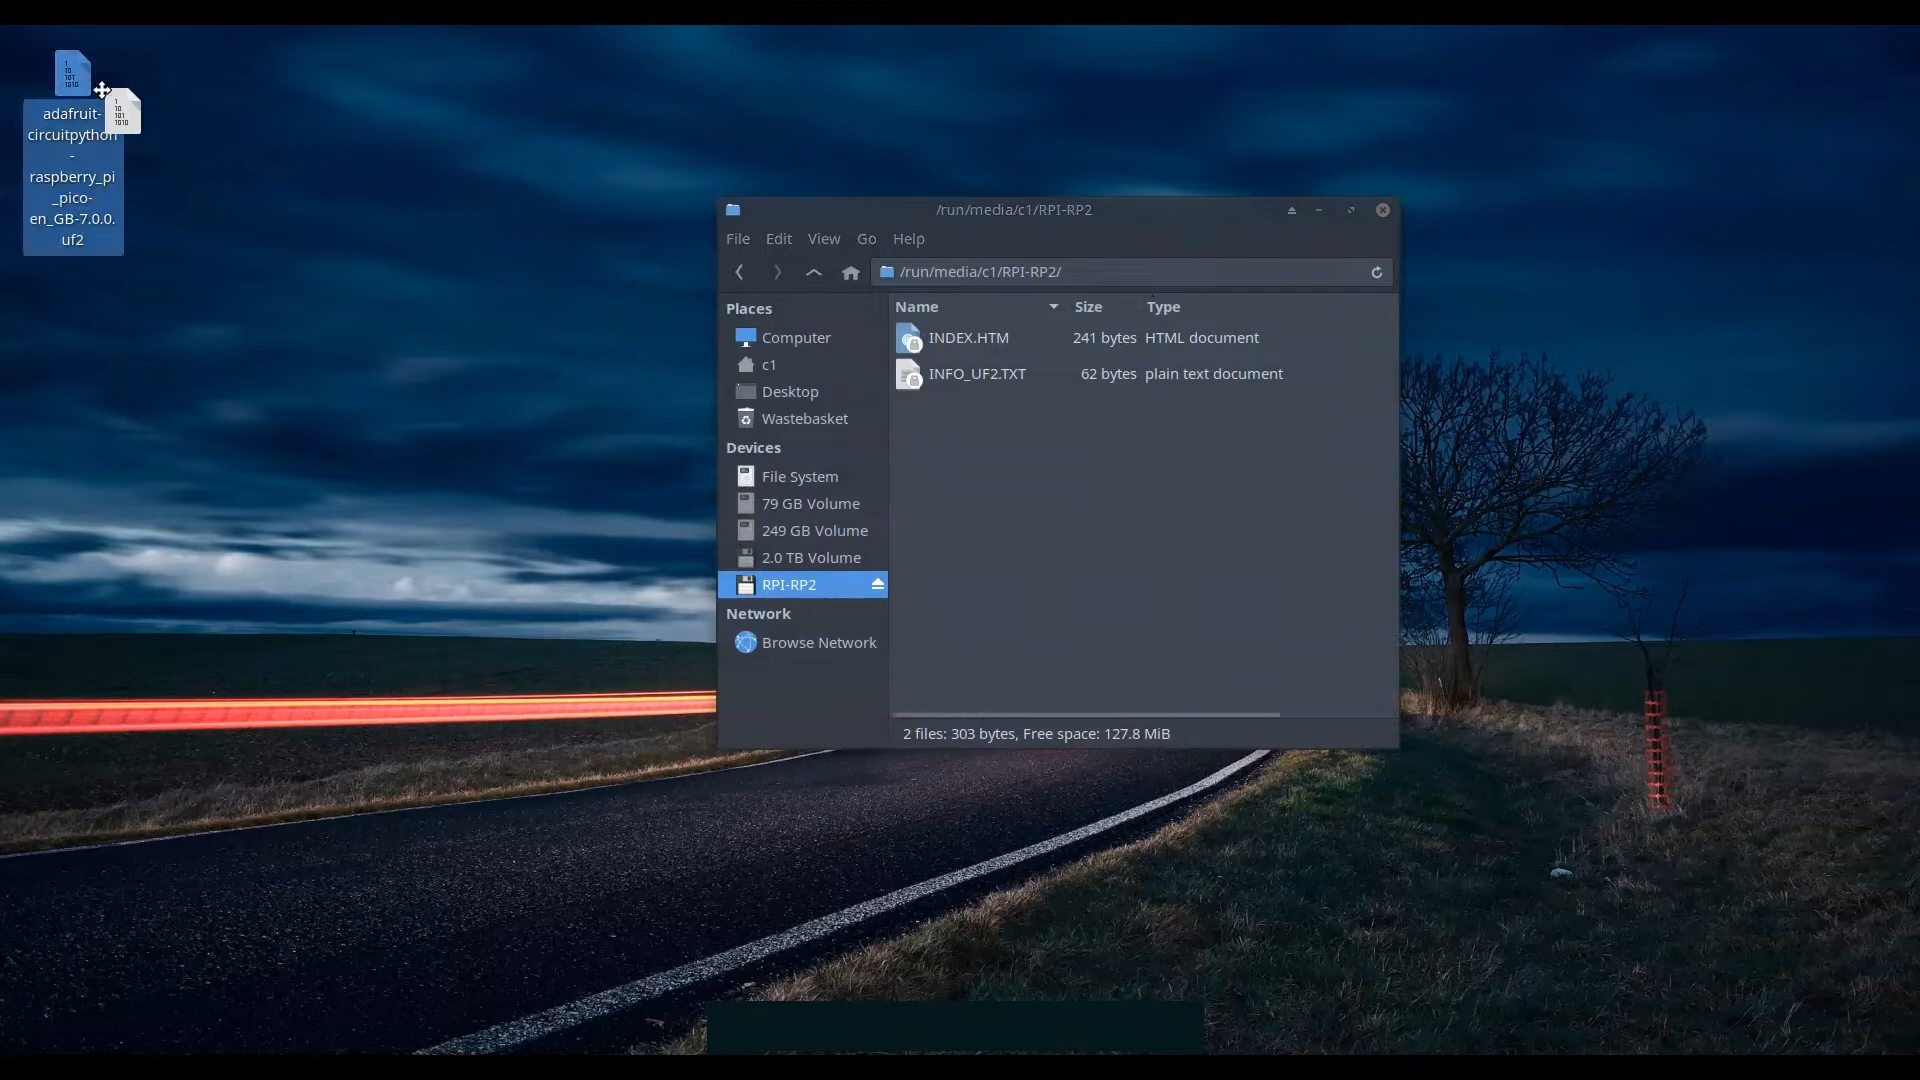 adafruit-
circuitpython
-
raspberry_pi
_pico-
en_GB-7.0.0.
uf2
/run/media/c1/RPI-RP2
File Edit View Go Help
/run/media/c1/RPI-RP2/
Places
Computer
c1
Desktop
Wastebasket
Devices
File System
79 GB Volume
249 GB Volume
2.0 TB Volume
RPI-RP2
Network
Browse Network
Name Size Type
INDEX.HTM 241 bytes HTML document
INFO_UF2.TXT 62 bytes plain text document
2 files: 303 bytes, Free space: 127.8 MiB